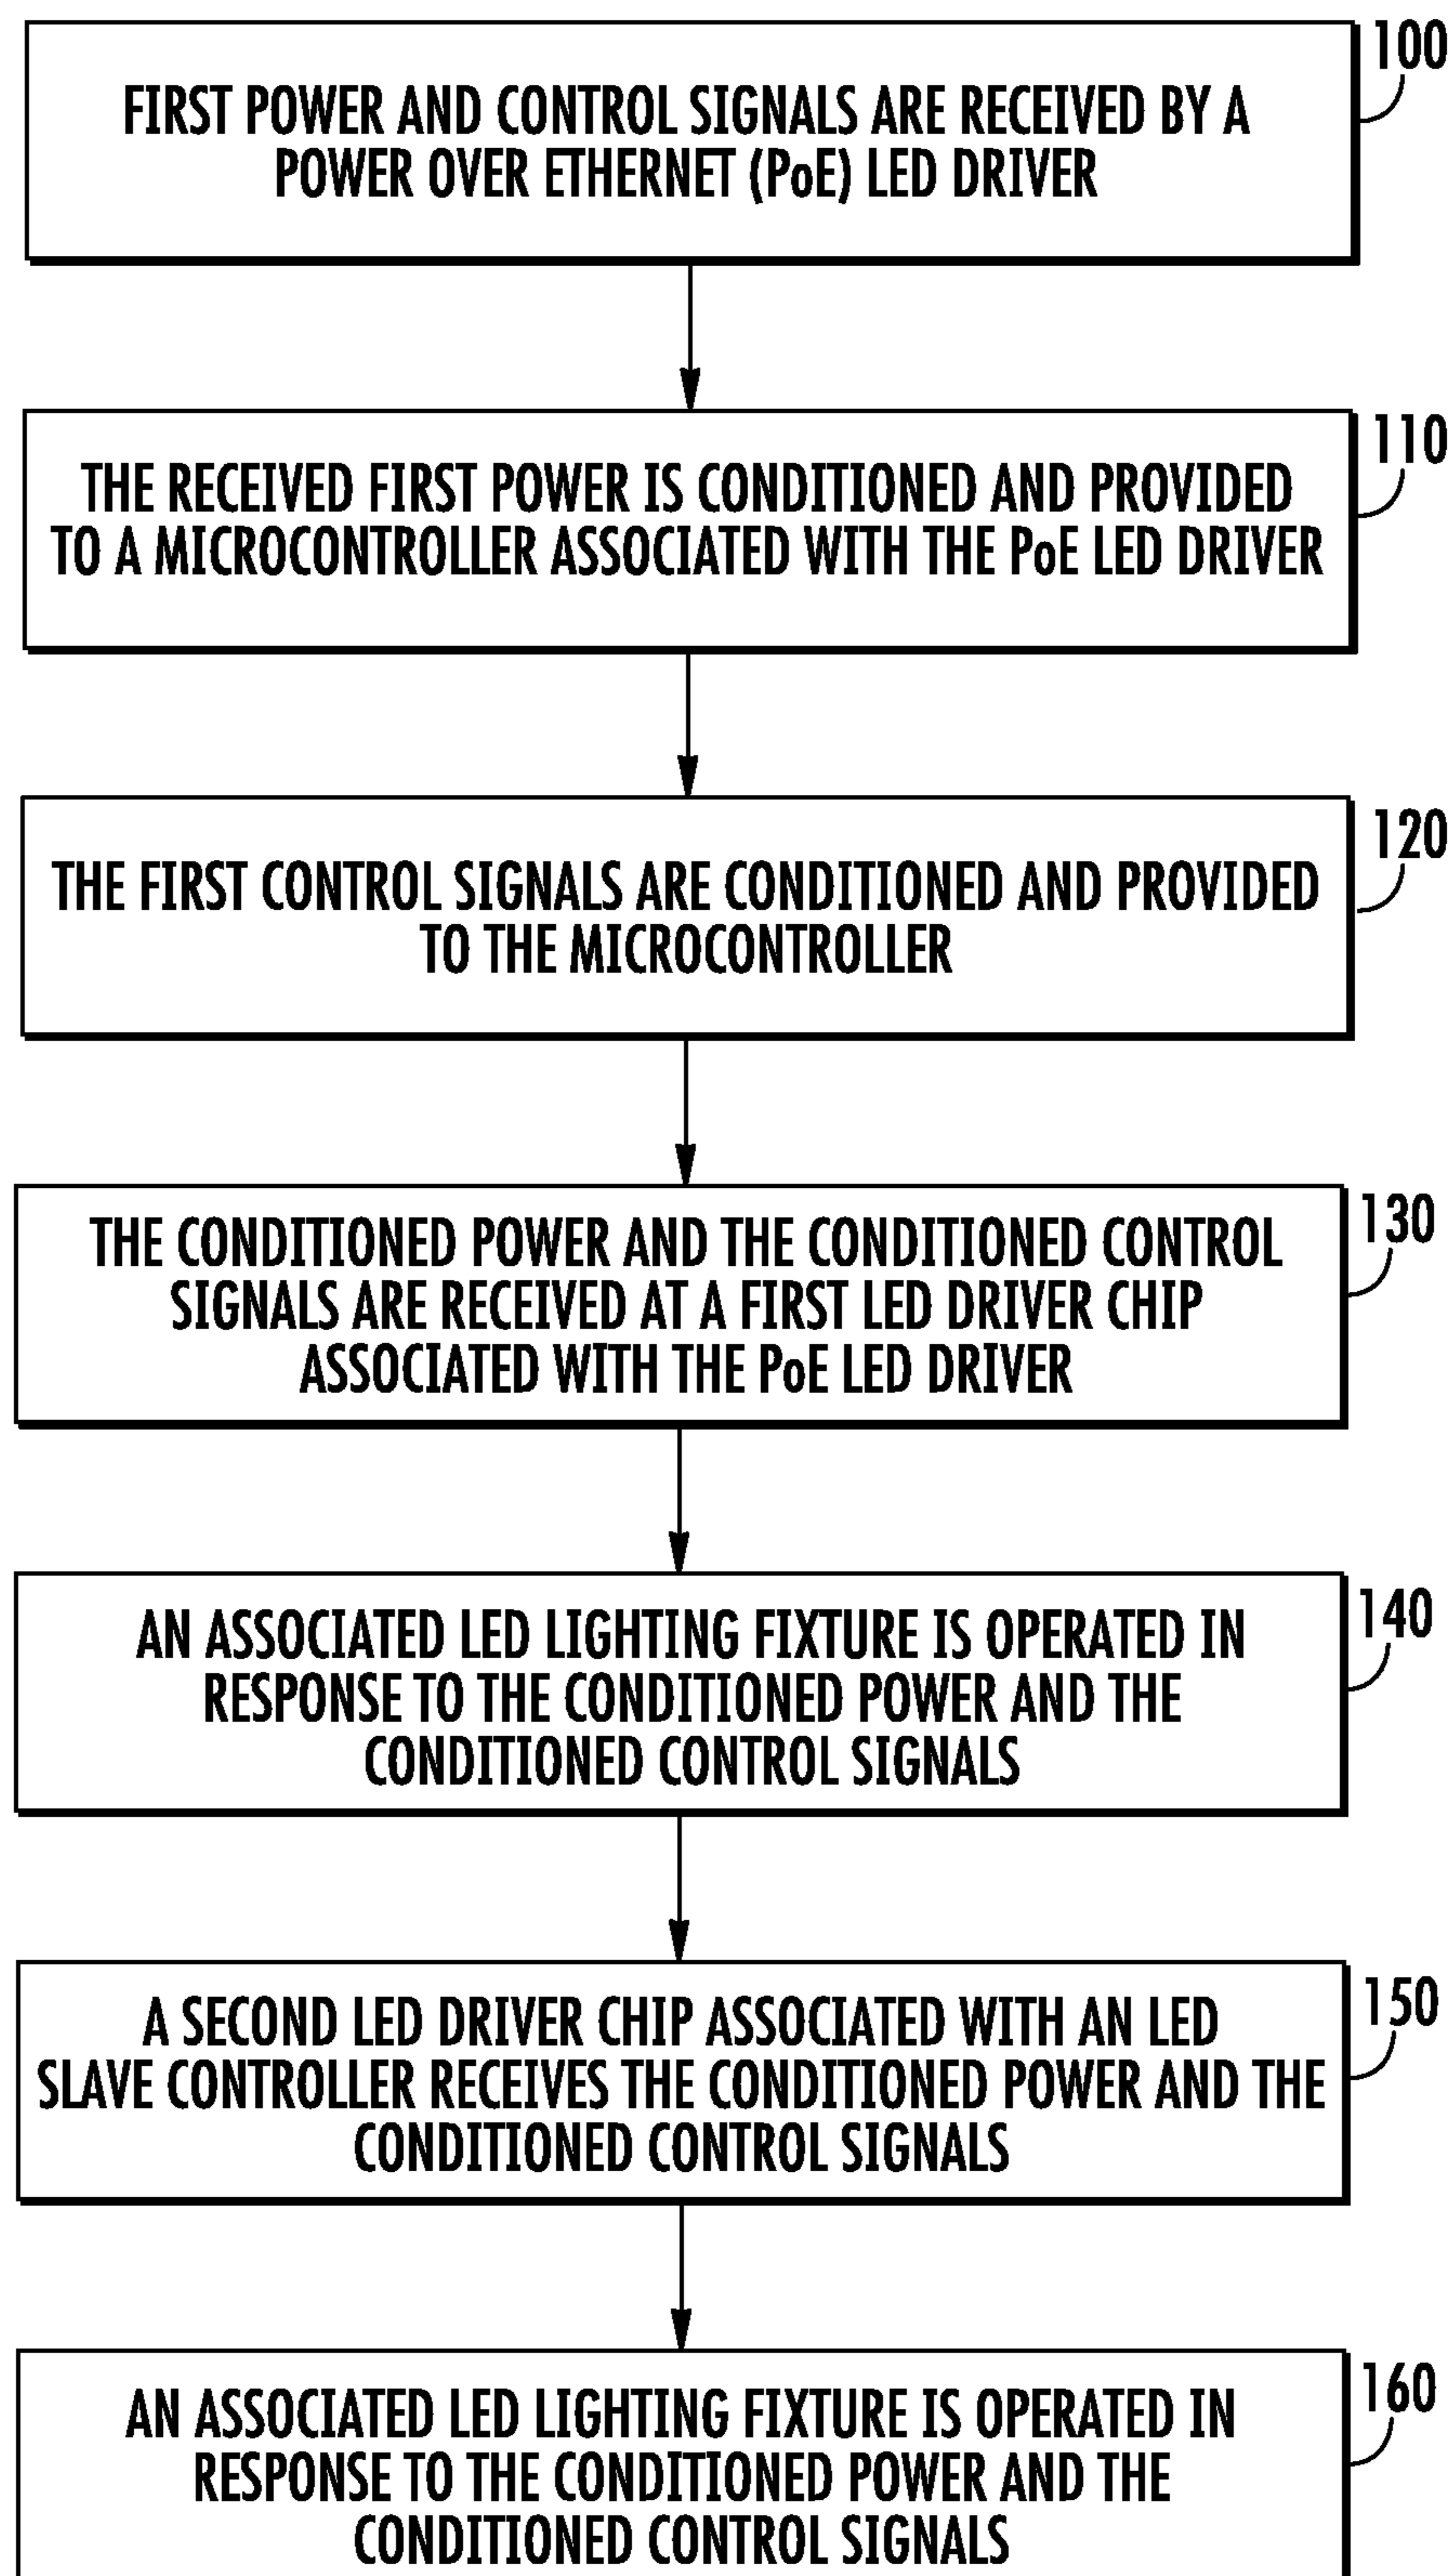 100
FIRST POWER AND CONTROL SIGNALS ARE RECEIVED BY A
POWER OVER ETHERNET (PoE) LED DRIVER
110
THE RECEIVED FIRST POWER IS CONDITIONED AND PROVIDED
TO A MICROCONTROLLER ASSOCIATED WITH THE PoE LED DRIVER
120
THE FIRST CONTROL SIGNALS ARE CONDITIONED AND PROVIDED
TO THE MICROCONTROLLER
130
THE CONDITIONED POWER AND THE CONDITIONED CONTROL
SIGNALS ARE RECEIVED AT A FIRST LED DRIVER CHIP
ASSOCIATED WITH THE PoE LED DRIVER
140
AN ASSOCIATED LED LIGHTING FIXTURE IS OPERATED IN
RESPONSE TO THE CONDITIONED POWER AND THE
CONDITIONED CONTROL SIGNALS
150
A SECOND LED DRIVER CHIP ASSOCIATED WITH AN LED
SLAVE CONTROLLER RECEIVES THE CONDITIONED POWER AND THE
CONDITIONED CONTROL SIGNALS
160
AN ASSOCIATED LED LIGHTING FIXTURE IS OPERATED IN
RESPONSE TO THE CONDITIONED POWER AND THE
CONDITIONED CONTROL SIGNALS